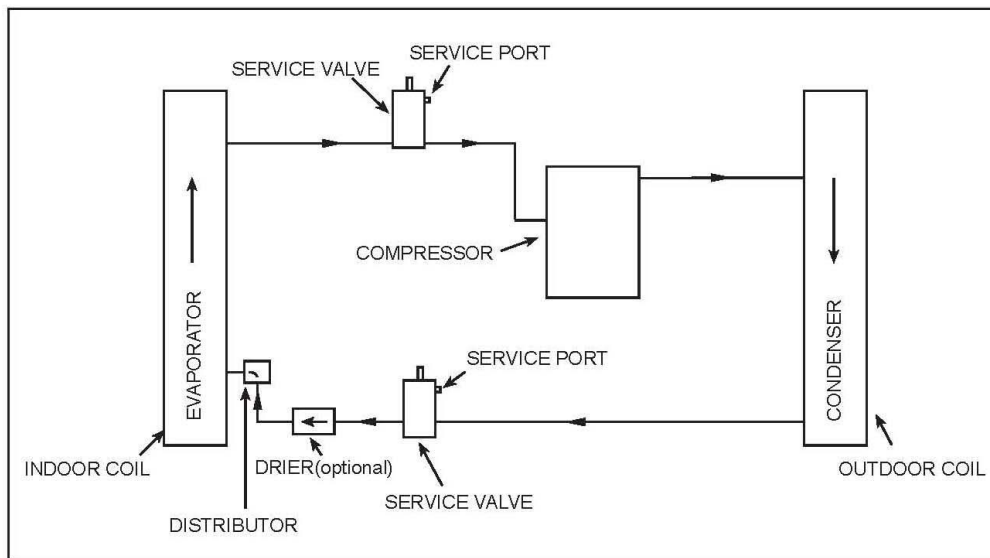 SERVICE PORT
SERVICE VALVE
COMPRESSOR
EVAPORATOR
CONDENSER
SERVICE PORT
INDOOR COIL
DRIER(optional)
OUTDOOR COIL
SERVICE VALVE
DISTRIBUTOR